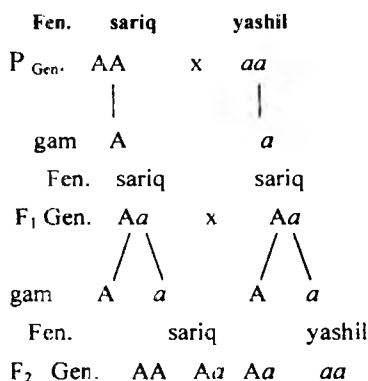 Fen. sariq yashil
P Gen. AA x aa
gam A a
Fen. sariq sariq
F₁ Gen. Aa x Aa
gam A a A a
Fen. sariq yashil
F₂ Gen. AA Aa Aa aa